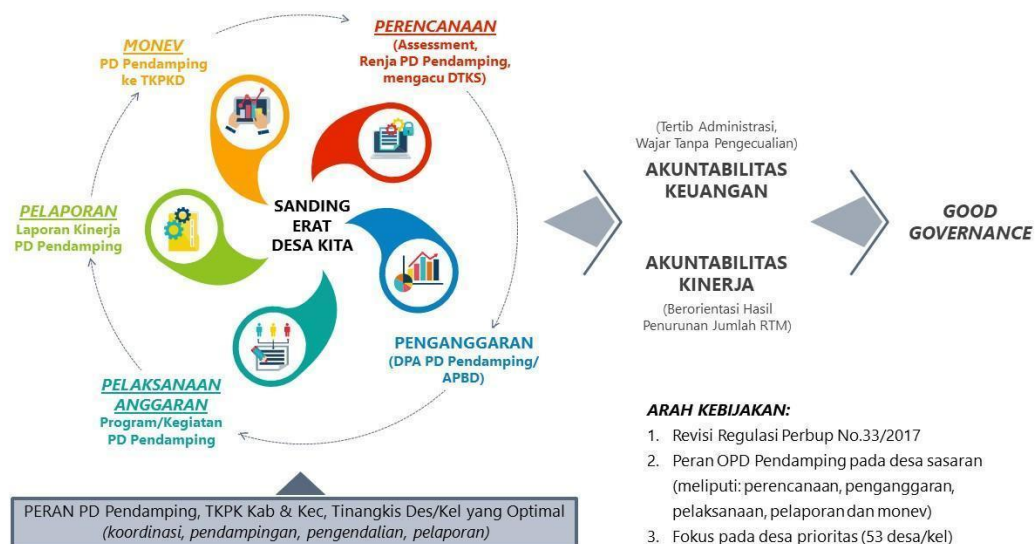 MONEV
PD Pendamping
ke TKPKD
PERENCANAAN
(Assessment,
Renja PD Pendamping,
mengacu DTKS)
PELAPORAN
Laporan Kinerja
PD Pendamping
SANDING
ERAT
DESA KITA
PENGANGGARAN
(DPA PD Pendamping/
APBD)
PELAKSANAAN
ANGGARAN
Program/Kegiatan
PD Pendamping
PERAN PD Pendamping, TKPK Kab & Kec, Tinangkis Des/Kel yang Optimal
(koordinasi, pendampingan, pengendalian, pelaporan)
(Tertib Administrasi,
Wajar Tanpa Pengecualian)
AKUNTABILITAS
KEUANGAN
AKUNTABILITAS
KINERJA
(Berorientasi Hasil
Penurunan Jumlah RTM)
GOOD
GOVERNANCE
ARAH KEBIJAKAN:
1. Revisi Regulasi Perbup No.33/2017
2. Peran OPD Pendamping pada desa sasaran
(meliputi: perencanaan, penganggaran,
pelaksanaan, pelaporan dan monev)
3. Fokus pada desa prioritas (53 desa/kel)